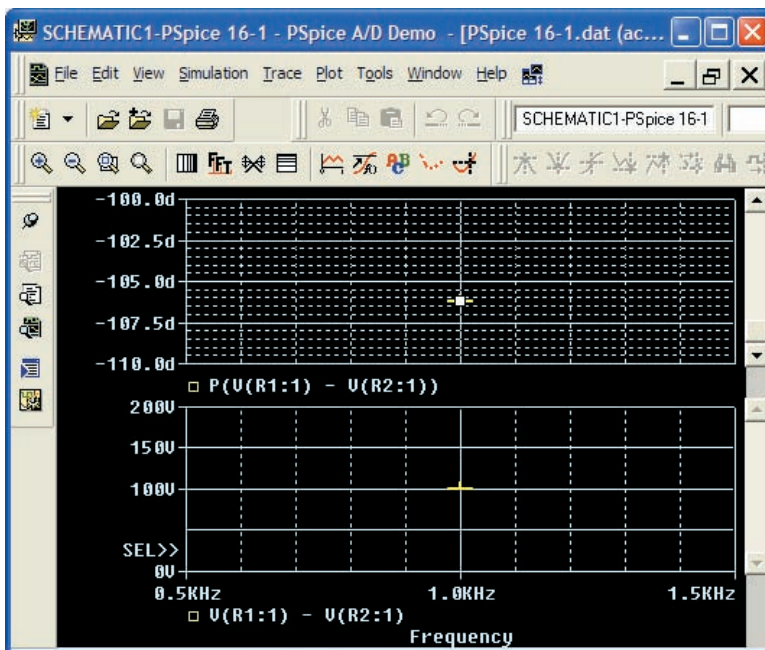 SCHEMATIC1-PSpice 16-1 - PSpice A/D Demo - [PSpice 16-1.dat (ac...
File Edit View Simulation Trace Plot Tools Window Help
SCHEMATIC1-PSpice 16-1
FFT
ABC
-100.0d
-102.5d
-105.0d
-107.5d
-110.0d
P(V(R1:1) - V(R2:1))
200V
150V
100V
SEL>>
0V
0.5KHz 1.0KHz 1.5KHz
V(R1:1) - V(R2:1)
Frequency